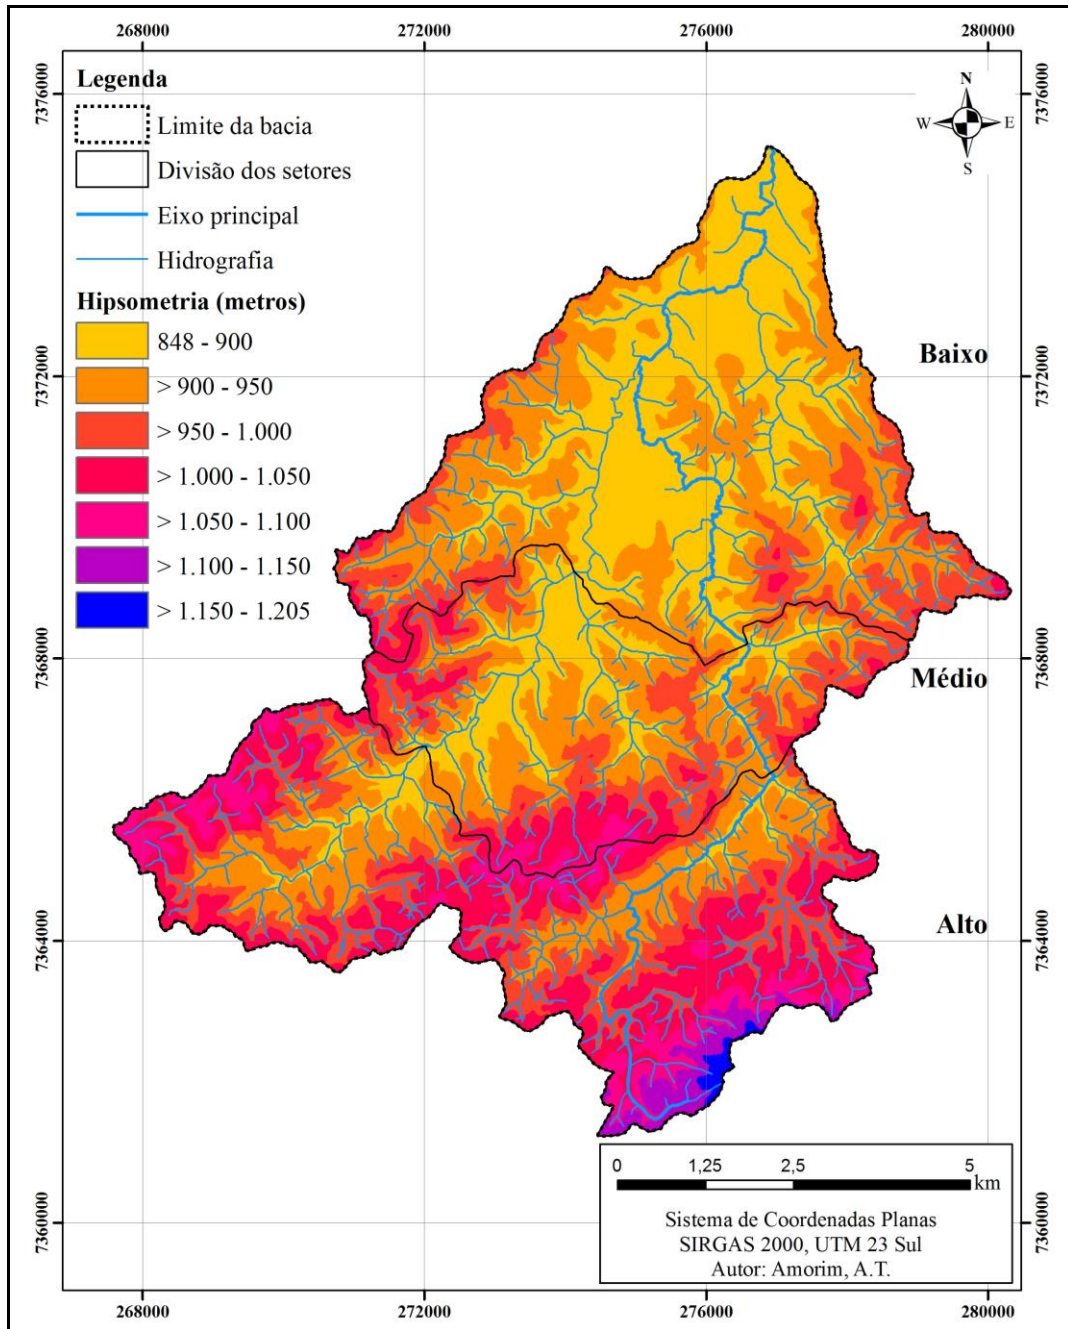 268000
272000
276000
280000
7376000
7376000
Legenda
Limite da bacia
Divisão dos setores
Eixo principal
Hidrografia
Hipsometria (metros)
848 - 900
> 900 - 950
> 950 - 1.000
> 1.000 - 1.050
> 1.050 - 1.100
> 1.100 - 1.150
> 1.150 - 1.205
N
W
E
S
Baixo
7372000
7372000
Médio
7368000
7368000
Alto
7364000
7364000
0
1,25
2,5
5
km
Sistema de Coordenadas Planas
SIRGAS 2000, UTM 23 Sul
Autor: Amorim, A.T.
7360000
7360000
268000
272000
276000
280000